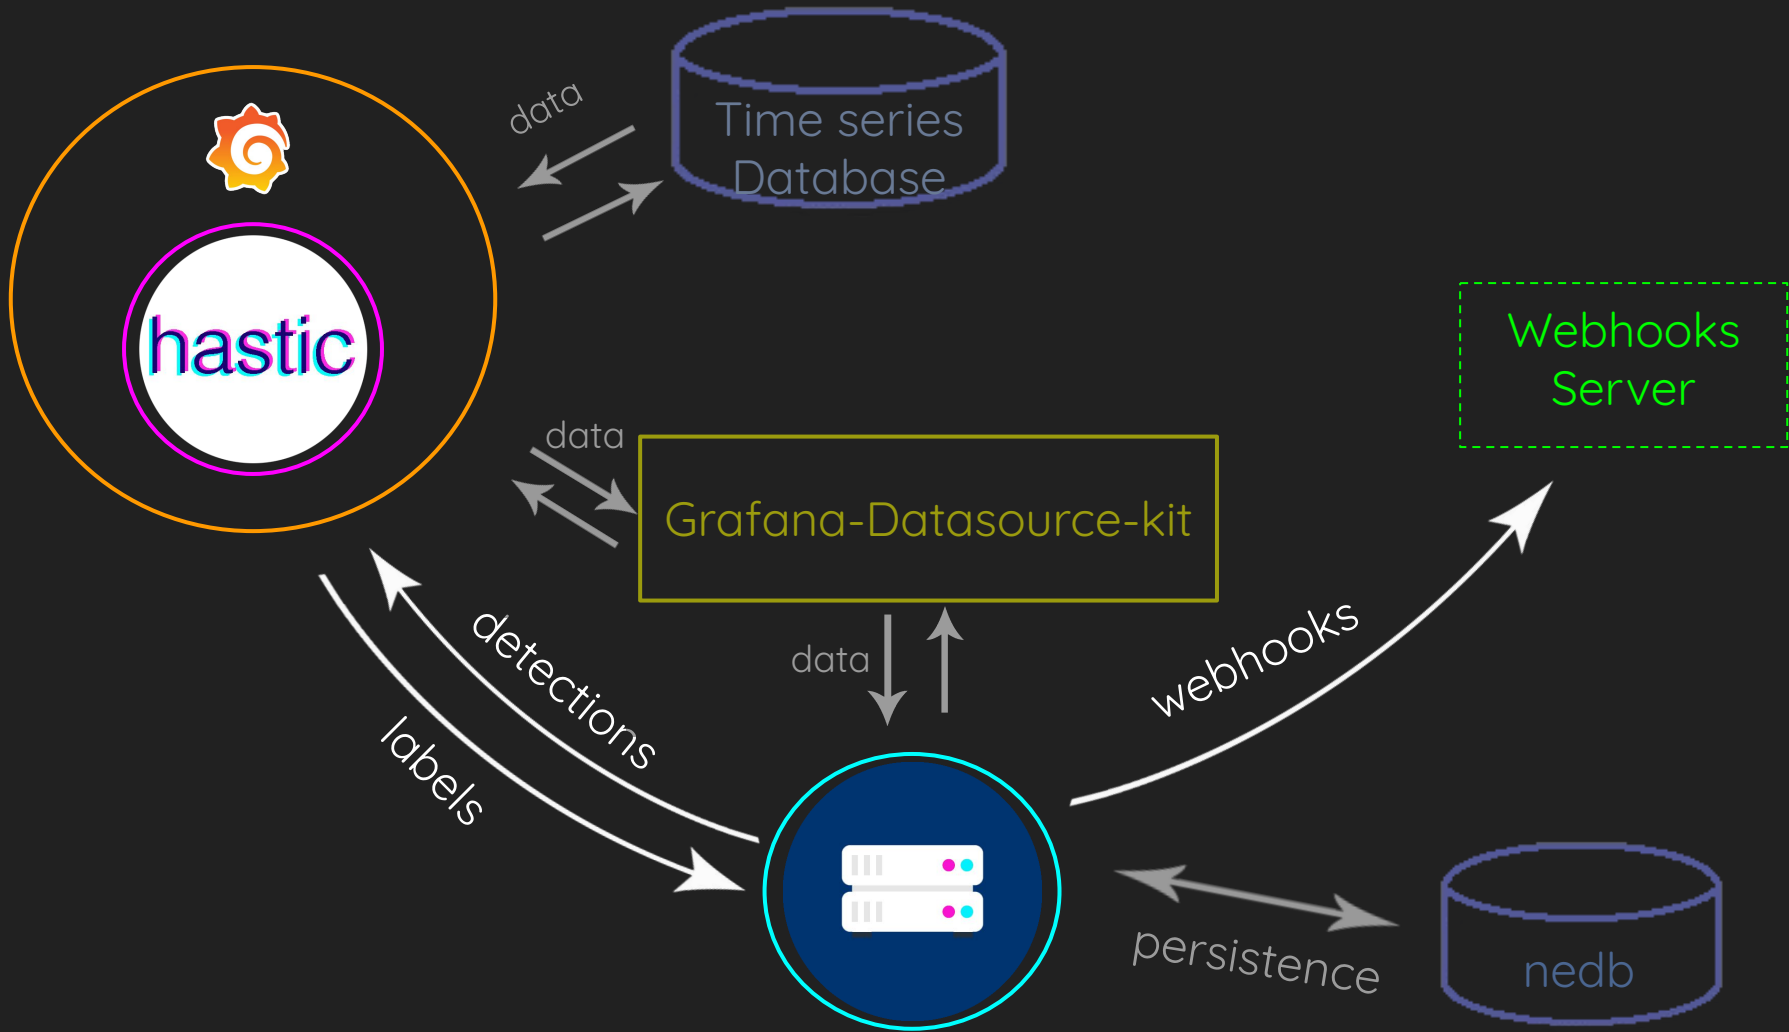 data
Time series
Database
hastic
Webhooks
Server
data
Grafana-Datasource-kit
detections
data
webhooks
labels
persistence
nedb